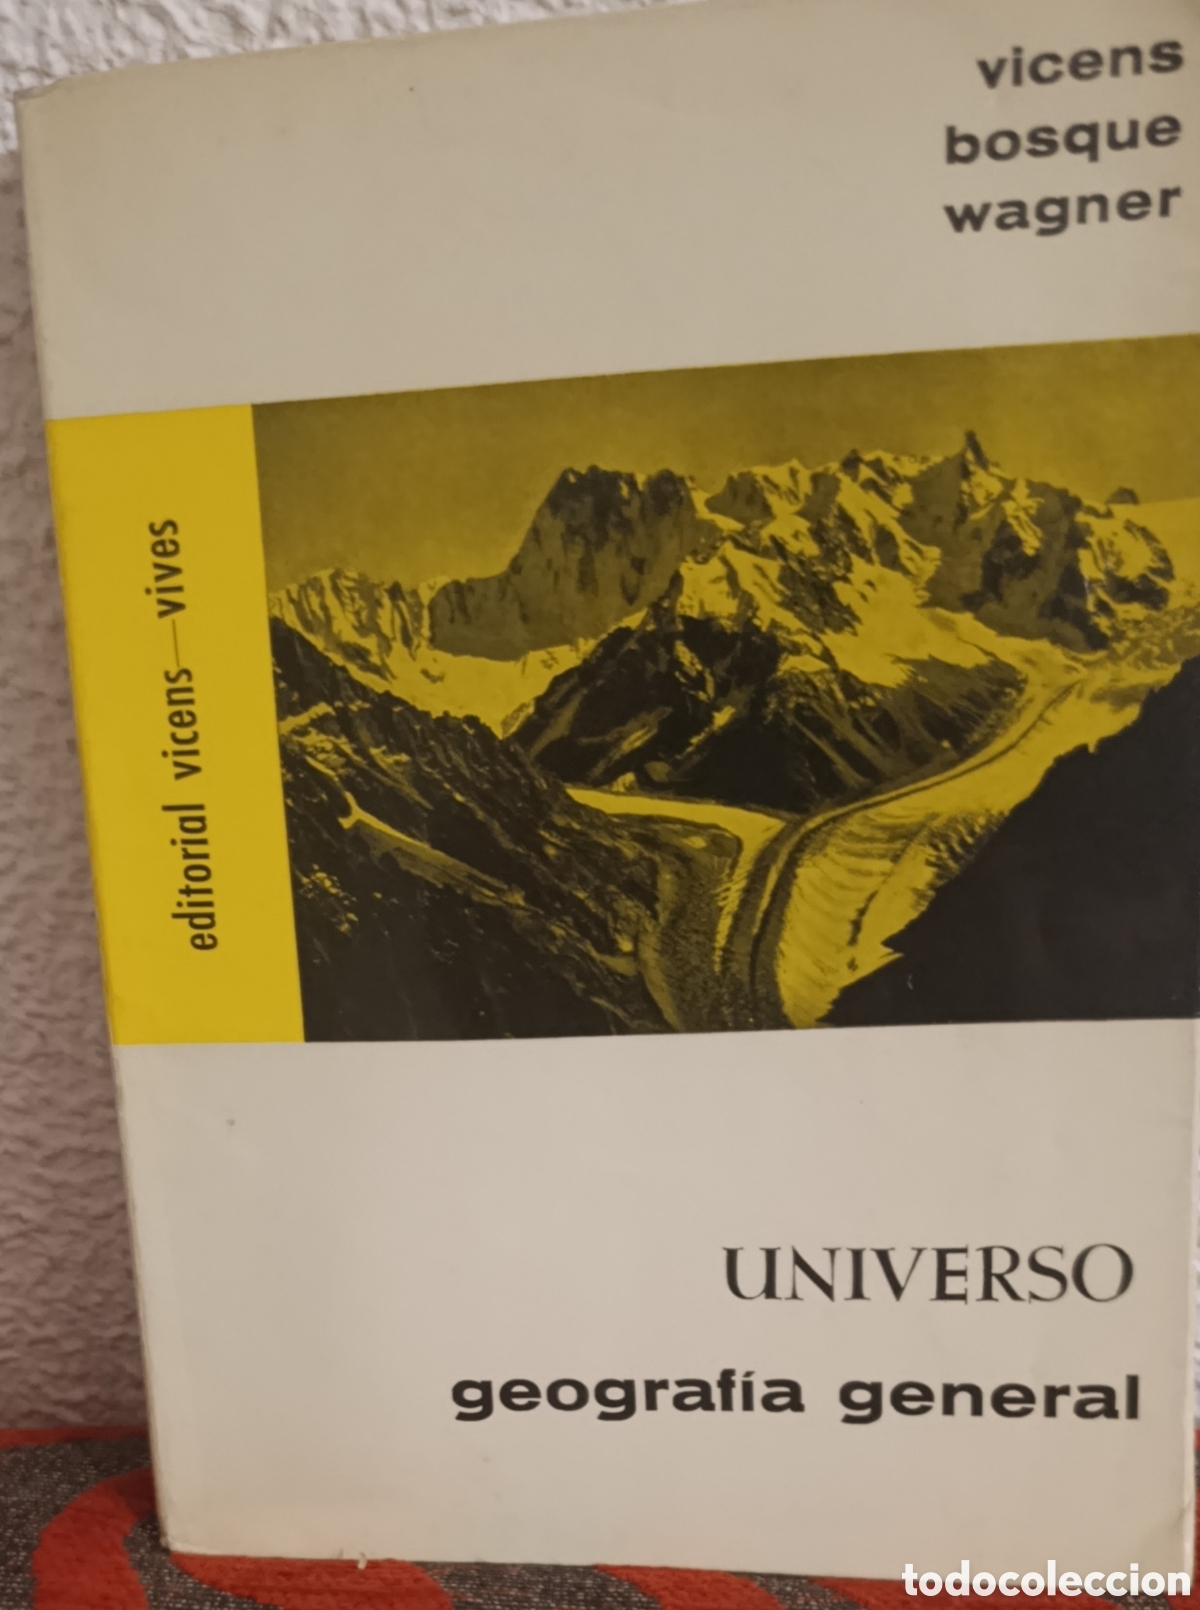 vicens
bosque
wagner
editorial vicens—vives
UNIVERSO
geografía general
todocoleccion